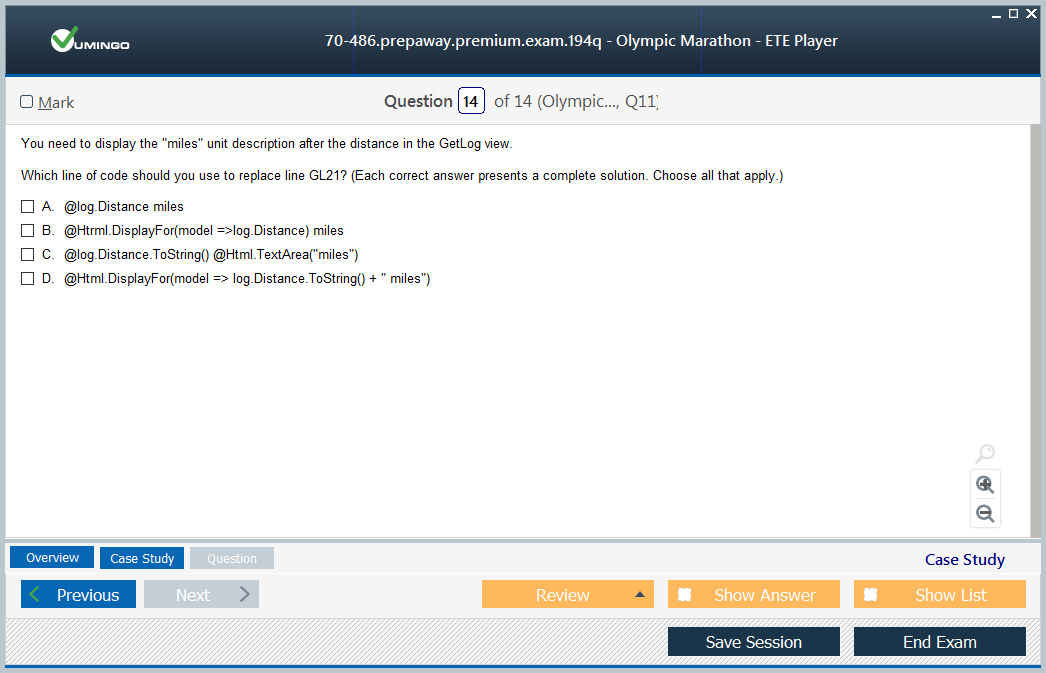 VUMINGO
70-486.prepaway.premium.exam.194q - Olympic Marathon - ETE Player
Mark
Question 14 of 14 (Olympic..., Q11)
You need to display the "miles" unit description after the distance in the GetLog view.
Which line of code should you use to replace line GL21? (Each correct answer presents a complete solution. Choose all that apply.)
A. @log.Distance miles
B. @Htrml.DisplayFor(model =>log.Distance) miles
C. @log.Distance.ToString() @Html.TextArea("miles")
D. @Html.DisplayFor(model => log.Distance.ToString() + " miles")
Overview Case Study Question Case Study
Previous Next Review Show Answer Show List
Save Session End Exam